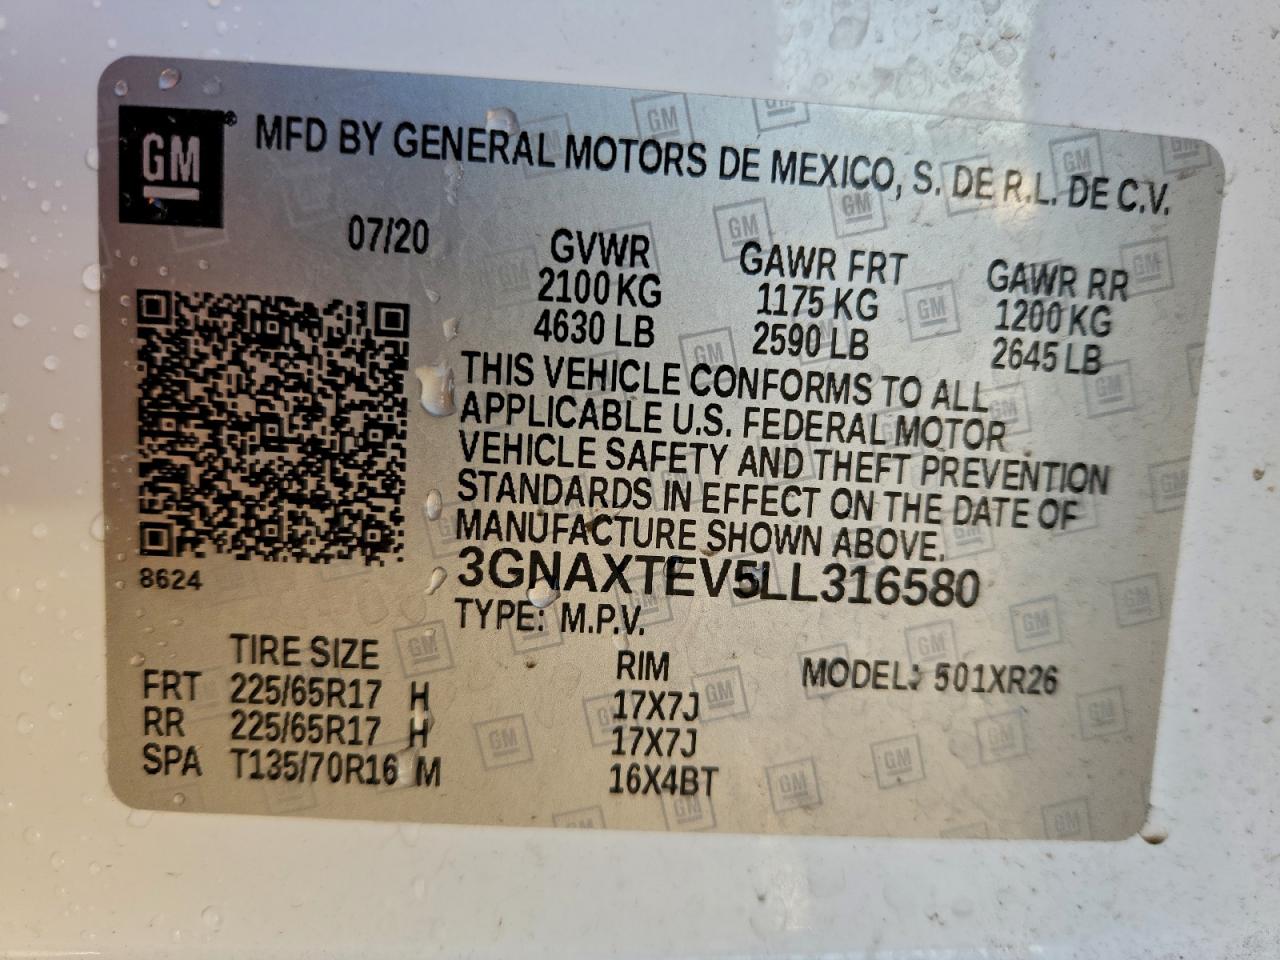 GM ® MFD BY GENERAL MOTORS DE MEXICO, S. DE R.L. DE C.V.
07/20
GVWR GAWR FRT GAWR RR
2100 KG 1175 KG 1200 KG
4630 LB 2590 LB 2645 LB
THIS VEHICLE CONFORMS TO ALL
APPLICABLE U.S. FEDERAL MOTOR
VEHICLE SAFETY AND THEFT PREVENTION
STANDARDS IN EFFECT ON THE DATE OF
MANUFACTURE SHOWN ABOVE.
8624
3GNAXTEV5LL316580
TYPE: M.P.V.
TIRE SIZE RIM MODEL: 501XR26
FRT 225/65R17 H 17X7J
RR 225/65R17 H 17X7J
SPA T135/70R16 M 16X4BT